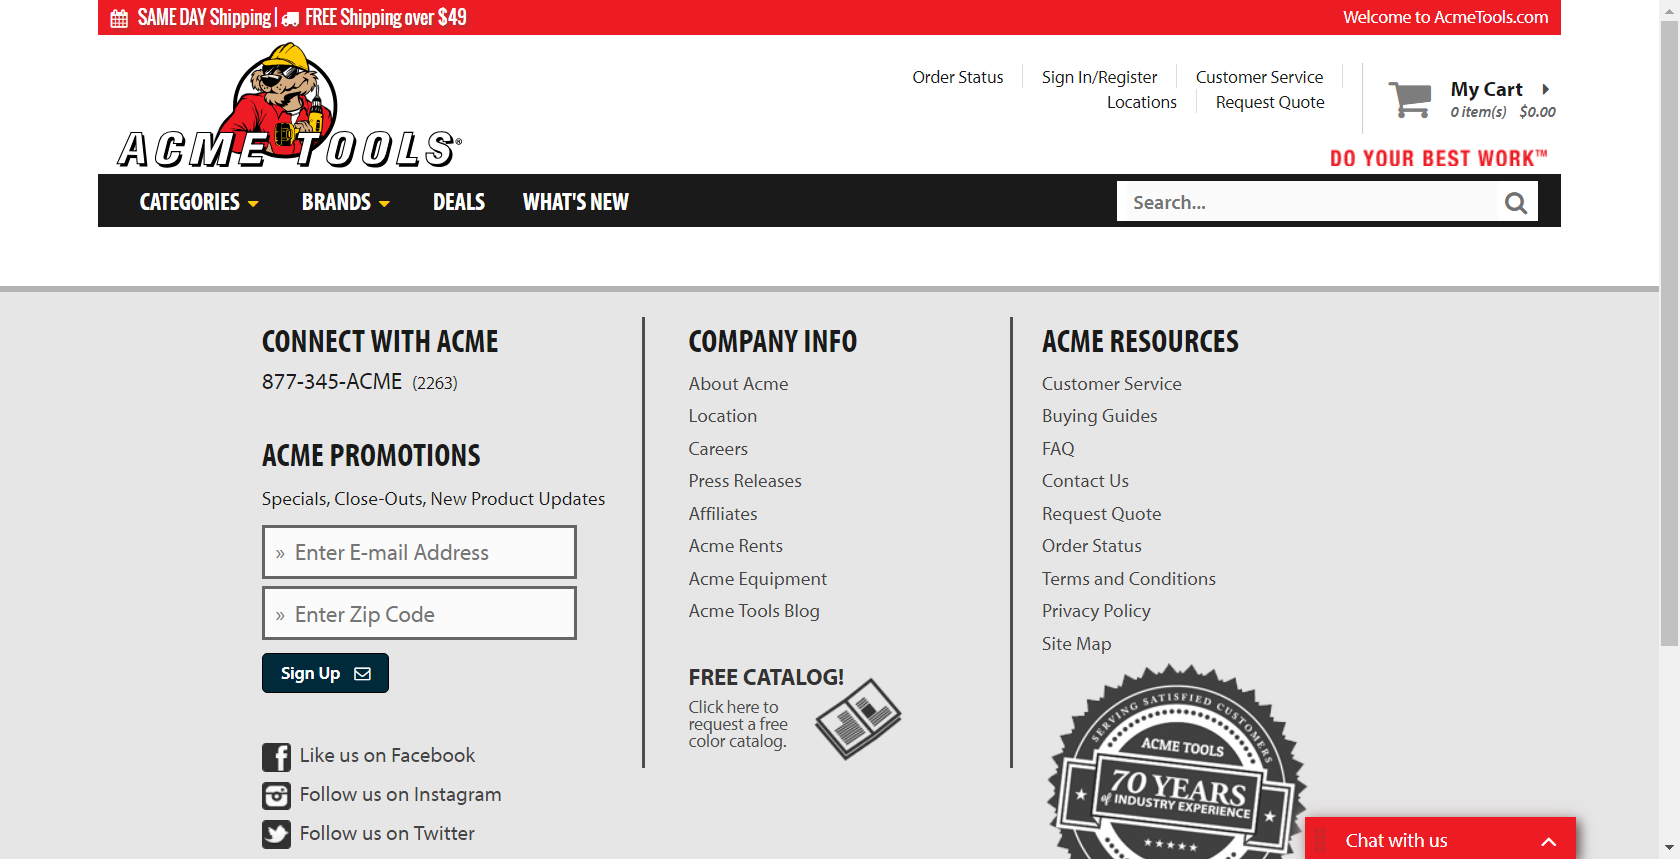 SAME DAY Shipping | FREE Shipping over $49
Welcome to AcmeTools.com
ACME TOOLS®
Order Status
Sign In/Register
Customer Service
Locations
Request Quote
My Cart
0 item(s) $0.00
DO YOUR BEST WORK™
CATEGORIES
BRANDS
DEALS
WHAT'S NEW
Search...
CONNECT WITH ACME
877-345-ACME (2263)
ACME PROMOTIONS
Specials, Close-Outs, New Product Updates
» Enter E-mail Address
» Enter Zip Code
Sign Up
Like us on Facebook
Follow us on Instagram
Follow us on Twitter
COMPANY INFO
About Acme
Location
Careers
Press Releases
Affiliates
Acme Rents
Acme Equipment
Acme Tools Blog
FREE CATALOG!
Click here to
request a free
color catalog.
ACME RESOURCES
Customer Service
Buying Guides
FAQ
Contact Us
Request Quote
Order Status
Terms and Conditions
Privacy Policy
Site Map
SERVING SATISFIED CUSTOMERS
ACME TOOLS
70 YEARS
of INDUSTRY EXPERIENCE
Chat with us